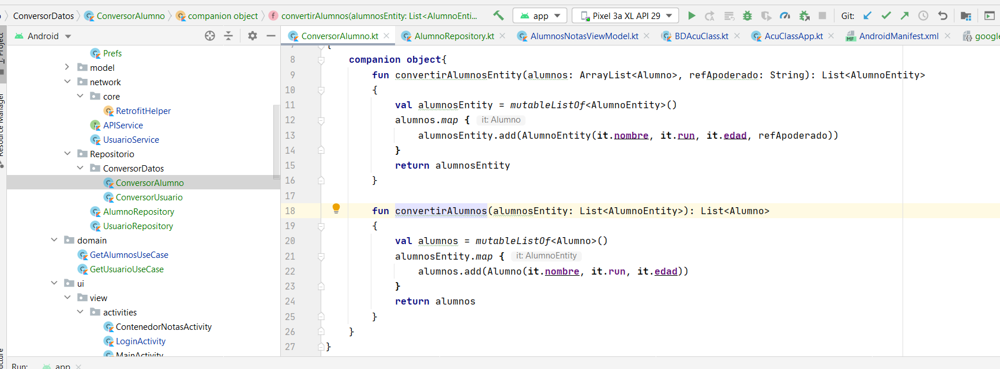 ConversorDatos ConversorAlumno companion object convertirAlumnos(alumnosEntity: List<AlumnoEnti... app Pixel 3a XL API 29 Git:
Android
ConversorAlumno.kt AlumnoRepository.kt AlumnosNotasViewModel.kt BDAcuClass.kt AcuClassApp.kt AndroidManifest.xml google
Project
Resource Manager
Prefs
model
network
core
RetrofitHelper
APIService
UsuarioService
Repositorio
ConversorDatos
ConversorAlumno
ConversorUsuario
AlumnoRepository
UsuarioRepository
domain
GetAlumnosUseCase
GetUsuarioUseCase
ui
view
activities
ContenedorNotasActivity
LoginActivity
MainActivity
7 {
8 companion object{
9 fun convertirAlumnosEntity(alumnos: ArrayList<Alumno>, refApoderado: String): List<AlumnoEntity>
10 {
11 val alumnosEntity = mutableListOf<AlumnoEntity>()
12 alumnos.map { it: Alumno
13 alumnosEntity.add(AlumnoEntity(it.nombre, it.run, it.edad, refApoderado))
14 }
15 return alumnosEntity
16 }
17
18 fun convertirAlumnos(alumnosEntity: List<AlumnoEntity>): List<Alumno>
19 {
20 val alumnos = mutableListOf<Alumno>()
21 alumnosEntity.map { it: AlumnoEntity
22 alumnos.add(Alumno(it.nombre, it.run, it.edad))
23 }
24 return alumnos
25 }
26 }
27 }
Run: app